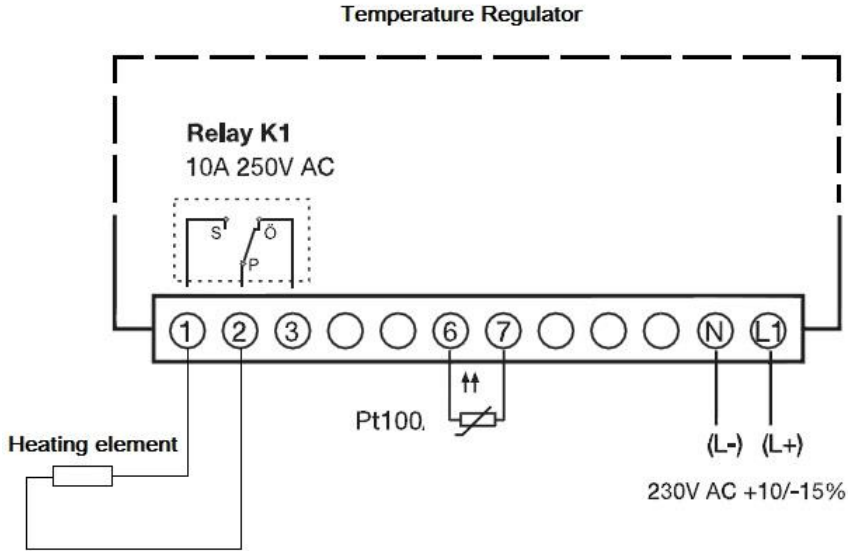 Temperature Regulator
Relay K1
10A 250V AC
S Ö
P
1 2 3 6 7 N L1
Pt100.
Heating element
(L-) (L+)
230V AC +10/-15%